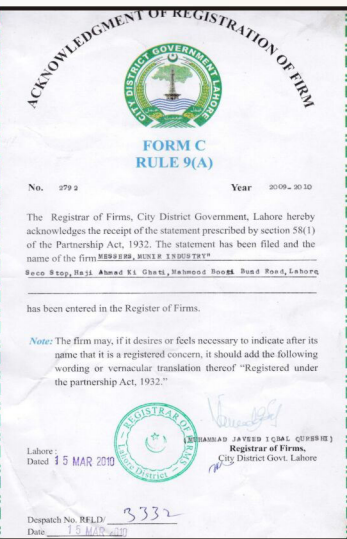 ACKNOWLEDGMENT OF REGISTRATION OF FIRM
CITY DISTRICT GOVERNMENT LAHORE
FORM C
RULE 9(A)
No. 2792 Year 2009-2010
The Registrar of Firms, City District Government, Lahore hereby
acknowledges the receipt of the statement prescribed by section 58(1)
of the Partnership Act, 1932. The statement has been filed and the
name of the firm MESSERS, MUNIR INDUSTRY"
Seco Stop, Haji Ahmad Ki Ghati, Mahmood Booti Bund Road, Lahore
has been entered in the Register of Firms.
Note: The firm may, if it desires or feels necessary to indicate after its
name that it is a registered concern, it should add the following
wording or vernacular translation thereof "Registered under
the partnership Act, 1932."
REGISTRAR OF FIRMS
Lahore District
(MUHAMMAD JAVEED IQBAL QURESHI)
Registrar of Firms,
City District Govt. Lahore
Lahore :
Dated 15 MAR 2010
Despatch No. RFLD/ 3332
Date 15 MAR 2010